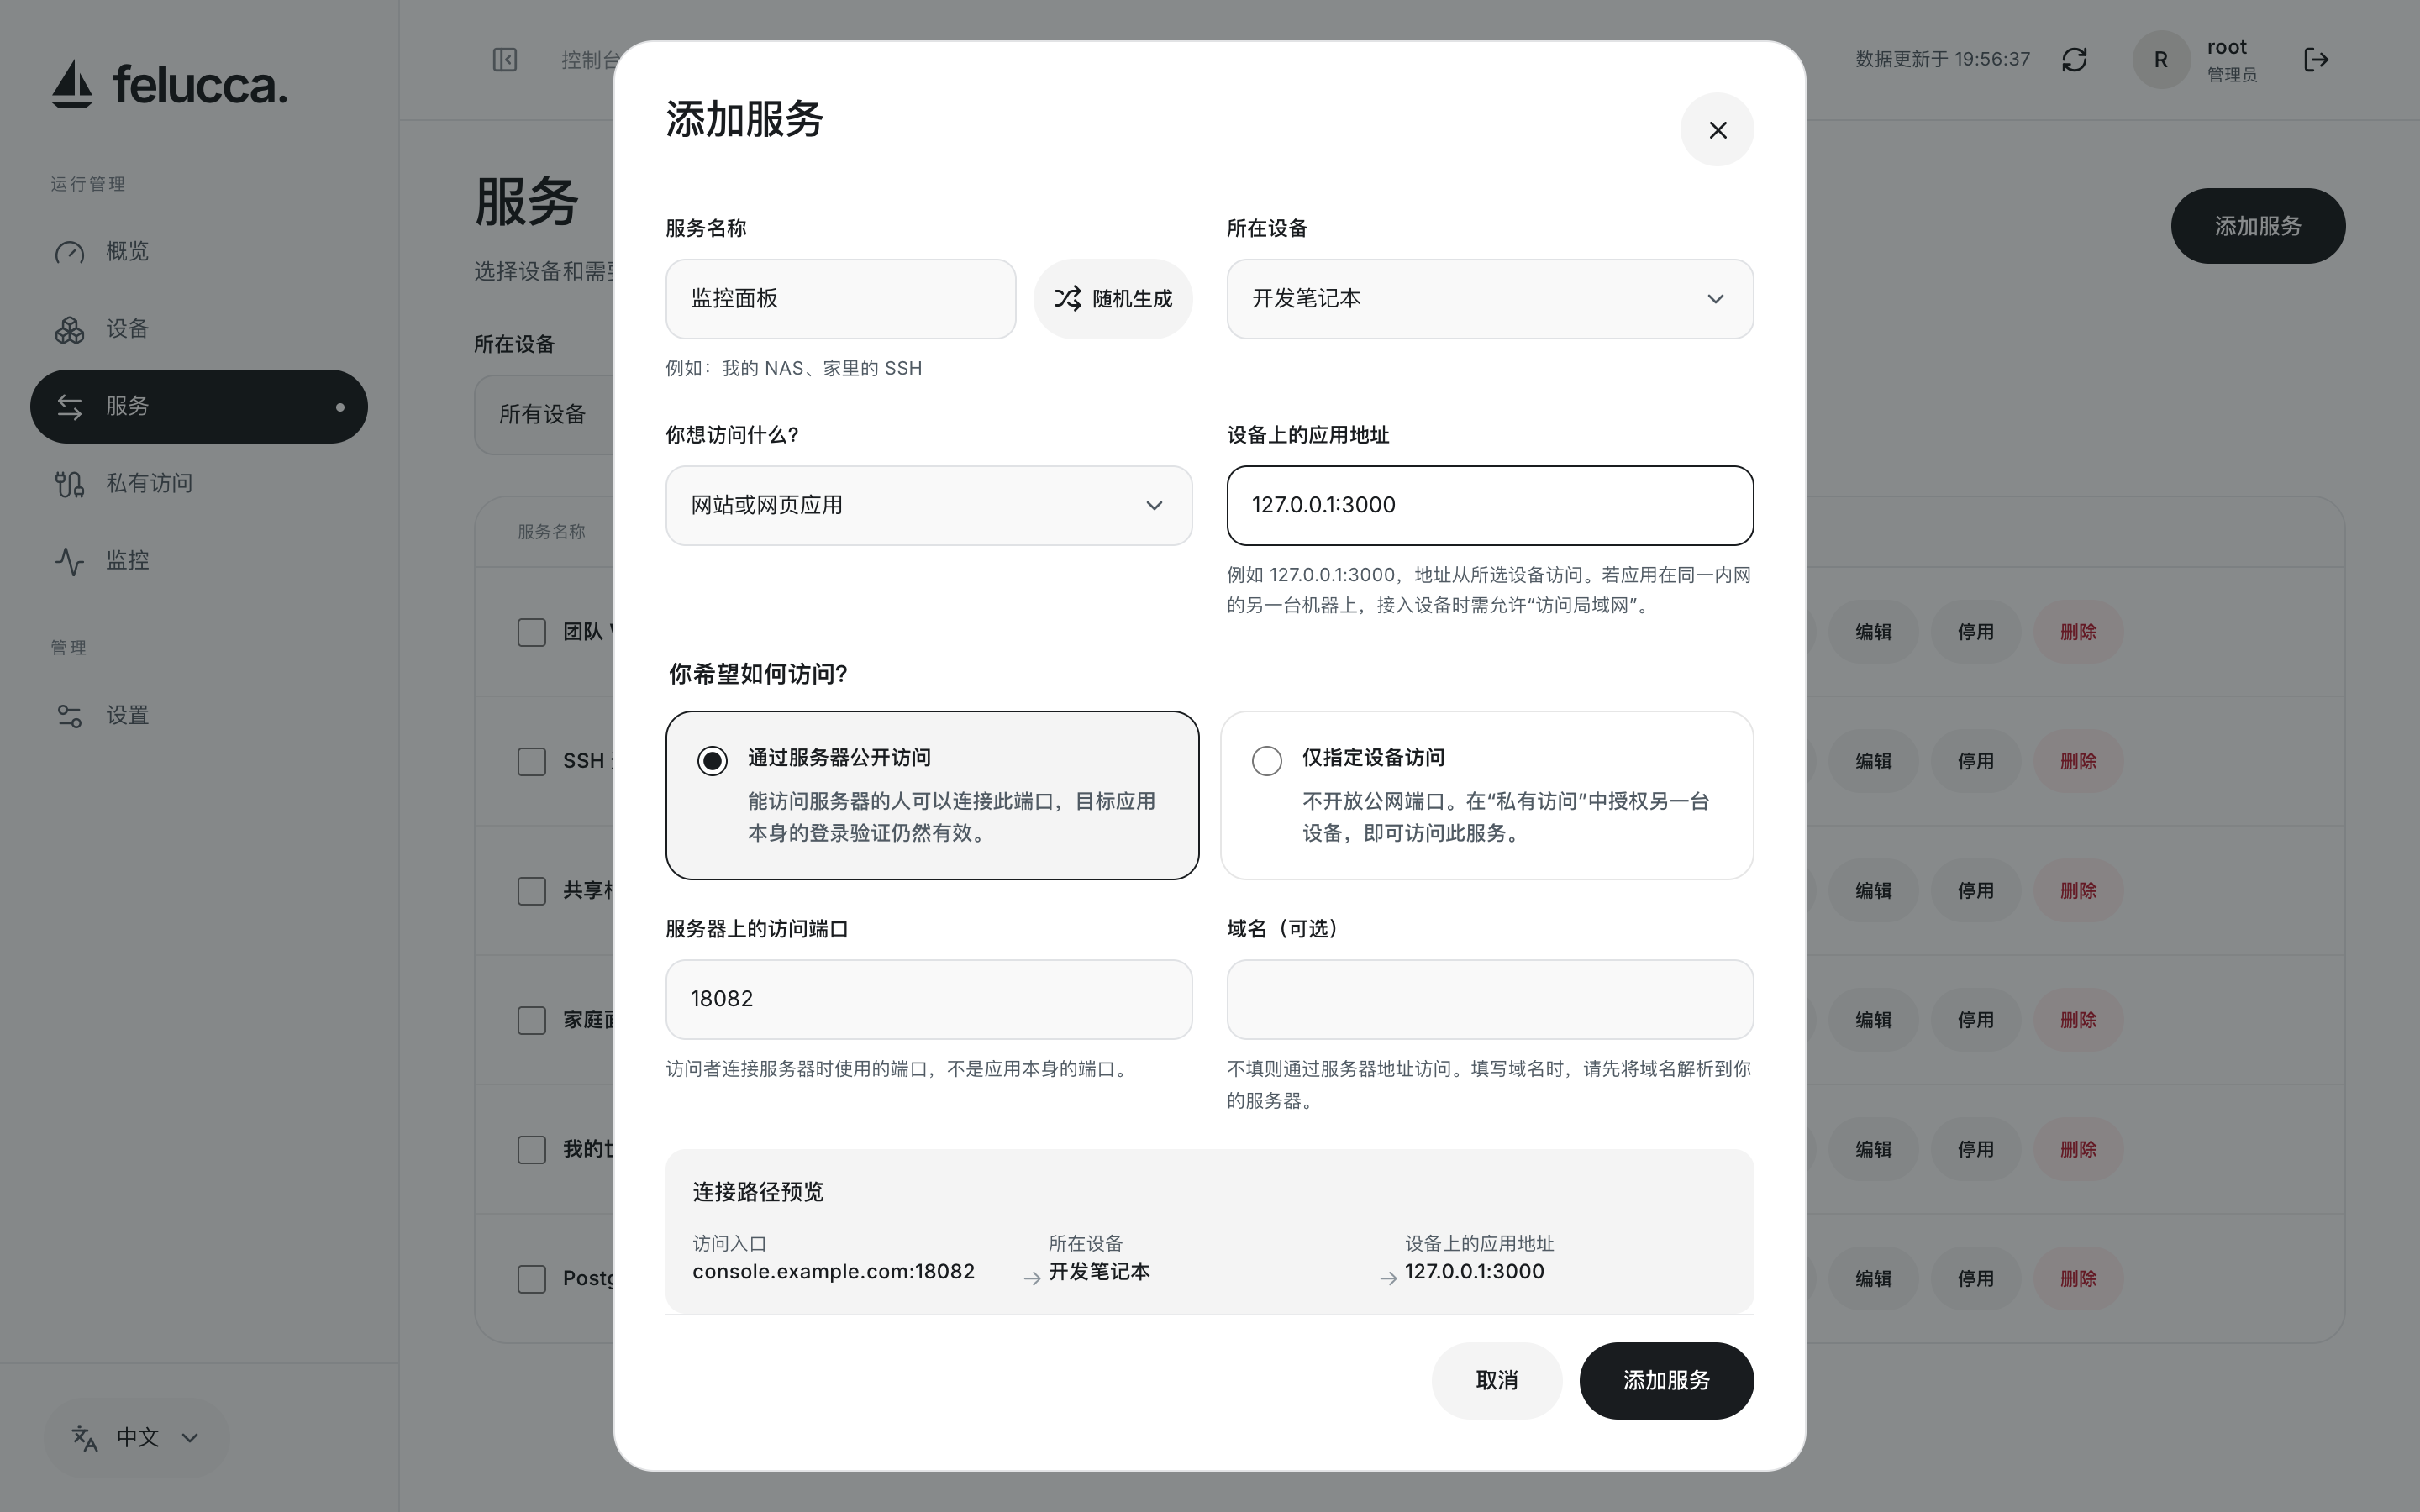 felucca.
运行管理
概览
设备
服务
私有访问
监控
管理
设置
中文
控制台
数据更新于 19:56:37
R
root
管理员
服务
添加服务
选择设备和需
所在设备
所有设备
服务名称
团队
编辑 停用 删除
SSH
编辑 停用 删除
共享
编辑 停用 删除
家庭
编辑 停用 删除
我的
编辑 停用 删除
Post
编辑 停用 删除
添加服务
服务名称
监控面板
随机生成
例如：我的 NAS、家里的 SSH
所在设备
开发笔记本
你想访问什么？
网站或网页应用
设备上的应用地址
127.0.0.1:3000
例如 127.0.0.1:3000，地址从所选设备访问。若应用在同一内网
的另一台机器上，接入设备时需允许“访问局域网”。
你希望如何访问？
通过服务器公开访问
能访问服务器的人可以连接此端口，目标应用
本身的登录验证仍然有效。
仅指定设备访问
不开放公网端口。在“私有访问”中授权另一台
设备，即可访问此服务。
服务器上的访问端口
18082
访问者连接服务器时使用的端口，不是应用本身的端口。
域名（可选）
不填则通过服务器地址访问。填写域名时，请先将域名解析到你
的服务器。
连接路径预览
访问入口
console.example.com:18082
→
所在设备
开发笔记本
→
设备上的应用地址
127.0.0.1:3000
取消
添加服务